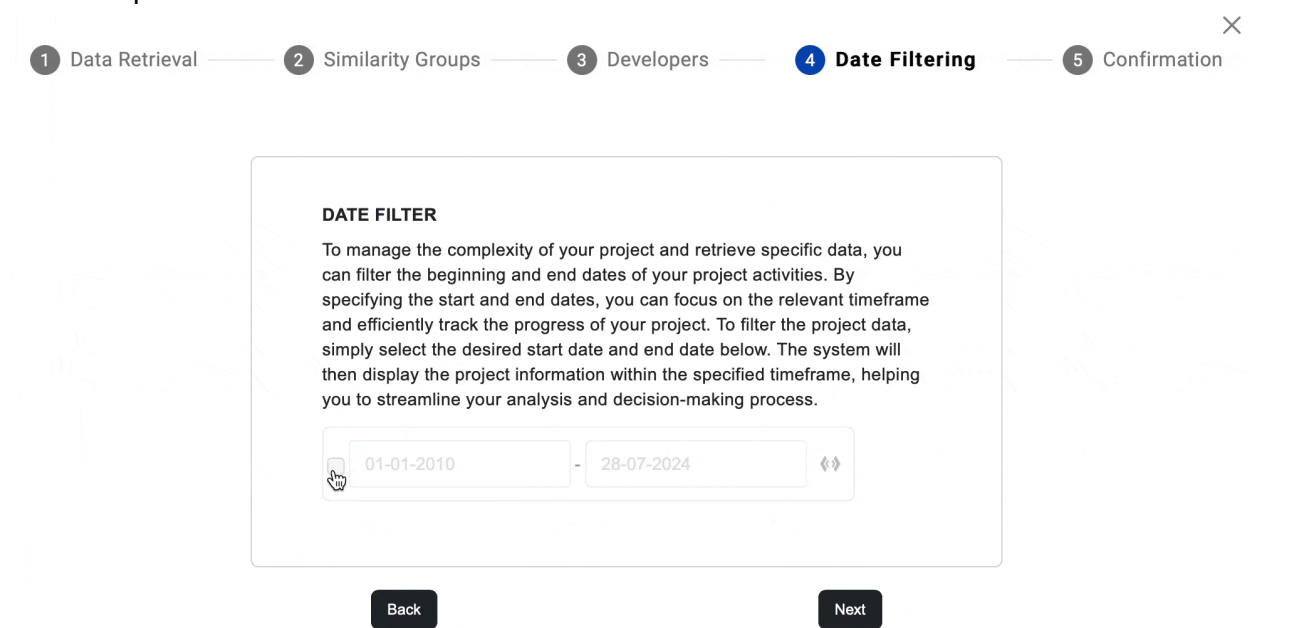 1 Data Retrieval 2 Similarity Groups 3 Developers 4 Date Filtering 5 Confirmation
DATE FILTER
To manage the complexity of your project and retrieve specific data, you
can filter the beginning and end dates of your project activities. By
specifying the start and end dates, you can focus on the relevant timeframe
and efficiently track the progress of your project. To filter the project data,
simply select the desired start date and end date below. The system will
then display the project information within the specified timeframe, helping
you to streamline your analysis and decision-making process.
01-01-2010 - 28-07-2024
Back Next